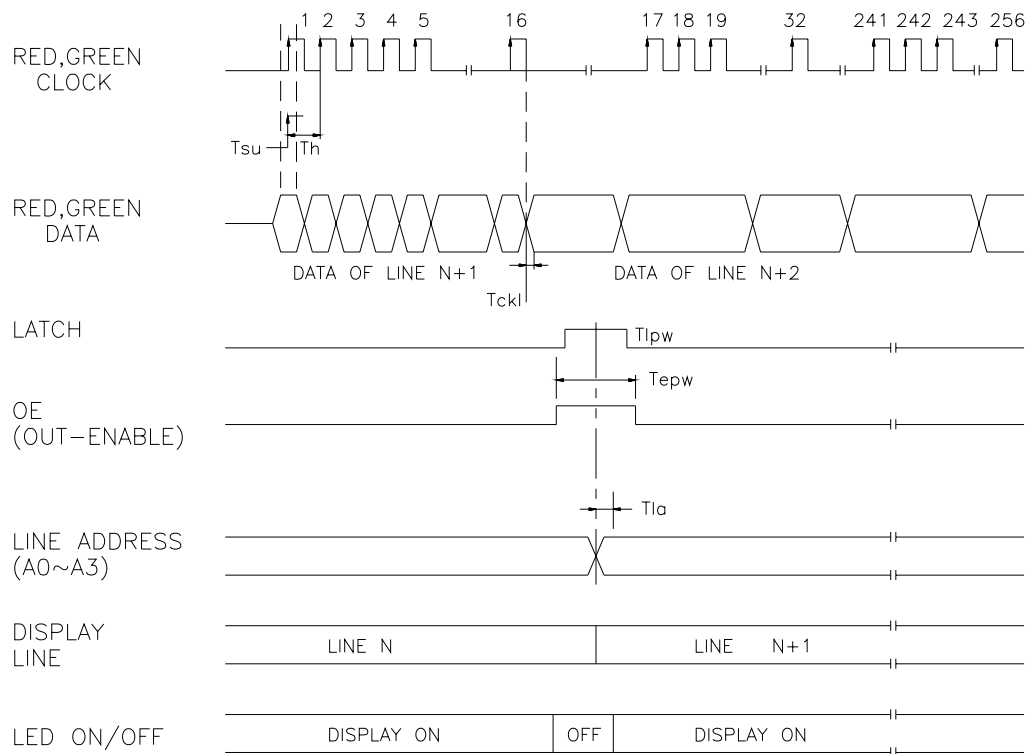 1 2 3 4 5 16 17 18 19 32 241 242 243 256
RED,GREEN
CLOCK
Tsu Th
RED,GREEN
DATA
DATA OF LINE N+1 DATA OF LINE N+2
Tckl
LATCH
Tlpw
Tepw
OE
(OUT-ENABLE)
Tla
LINE ADDRESS
(A0~A3)
DISPLAY
LINE
LINE N LINE N+1
LED ON/OFF DISPLAY ON OFF DISPLAY ON